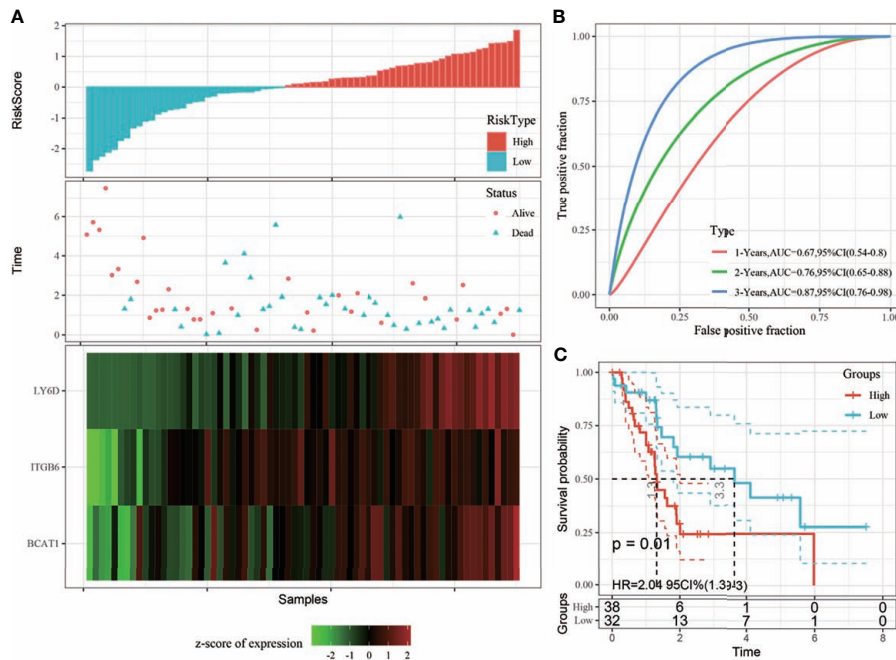 A
RiskScore
2
1
0
-1
-2
RiskType
High
Low
Time
6
4
2
0
Status
Alive
Dead
LY6D
ITGB6
BCAT1
Samples
z-score of expression
-2 -1 0 1 2
B
True positive fraction
1.00
0.75
0.50
0.25
0.00
Type
1-Years,AUC=0.67,95%CI(0.54-0.8)
2-Years,AUC=0.76,95%CI(0.65-0.88)
3-Years,AUC=0.87,95%CI(0.76-0.98)
0.00 0.25 0.50 0.75 1.00
False positive fraction
C
Groups
High
Low
Survival probability
1.00
0.75
0.50
0.25
0.00
1.3
3.3
p = 0.01
Groups
High 38 6 1 0 0
Low 32 13 7 1 0
0 2 4 6 8
Time